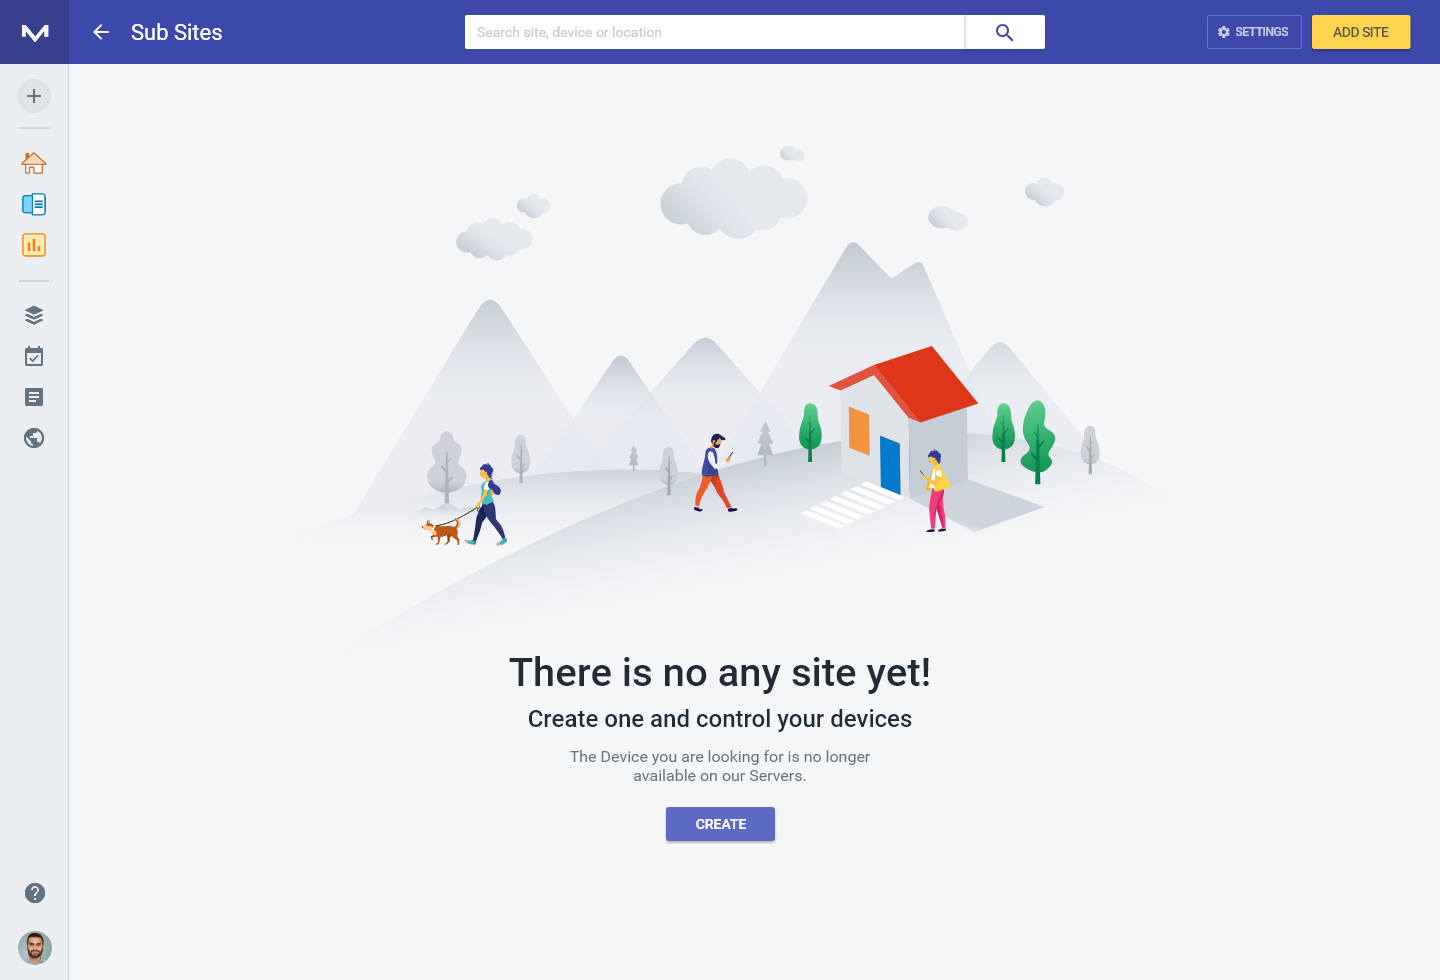 Sub Sites
Search site, device or location
SETTINGS
ADD SITE
There is no any site yet!
Create one and control your devices
The Device you are looking for is no longer
available on our Servers.
CREATE